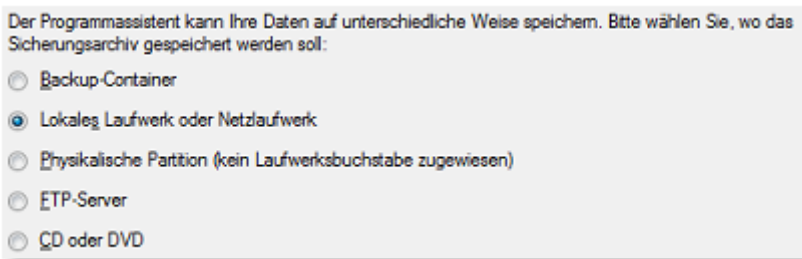 Der Programmassistent kann Ihre Daten auf unterschiedliche Weise speichern. Bitte wählen Sie, wo das
Sicherungsarchiv gespeichert werden soll:
Backup-Container
Lokales Laufwerk oder Netzlaufwerk
Physikalische Partition (kein Laufwerksbuchstabe zugewiesen)
FTP-Server
CD oder DVD